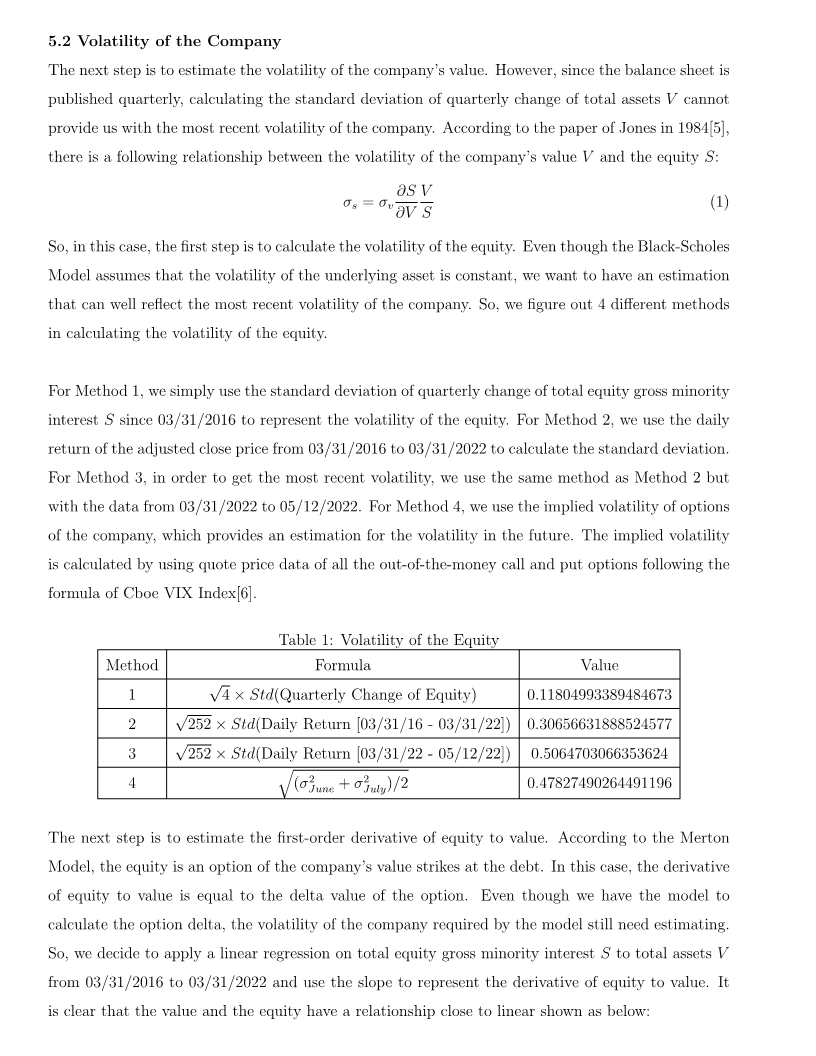 5.2 Volatility of the Company
The next step is to estimate the volatility of the company's value. However, since the balance sheet is
published quarterly, calculating the standard deviation of quarterly change of total assets V cannot
provide us with the most recent volatility of the company. According to the paper of Jones in 1984[5],
there is a following relationship between the volatility of the company's value V and the equity S:
σ_s = σ_v ∂S/∂V V/S (1)
So, in this case, the first step is to calculate the volatility of the equity. Even though the Black-Scholes
Model assumes that the volatility of the underlying asset is constant, we want to have an estimation
that can well reflect the most recent volatility of the company. So, we figure out 4 different methods
in calculating the volatility of the equity.
For Method 1, we simply use the standard deviation of quarterly change of total equity gross minority
interest S since 03/31/2016 to represent the volatility of the equity. For Method 2, we use the daily
return of the adjusted close price from 03/31/2016 to 03/31/2022 to calculate the standard deviation.
For Method 3, in order to get the most recent volatility, we use the same method as Method 2 but
with the data from 03/31/2022 to 05/12/2022. For Method 4, we use the implied volatility of options
of the company, which provides an estimation for the volatility in the future. The implied volatility
is calculated by using quote price data of all the out-of-the-money call and put options following the
formula of Cboe VIX Index[6].
Table 1: Volatility of the Equity
Method Formula Value
1 √4 × Std(Quarterly Change of Equity) 0.11804993389484673
2 √252 × Std(Daily Return [03/31/16 - 03/31/22]) 0.30656631888524577
3 √252 × Std(Daily Return [03/31/22 - 05/12/22]) 0.5064703066353624
4 √(σ²_June + σ²_July)/2 0.47827490264491196
The next step is to estimate the first-order derivative of equity to value. According to the Merton
Model, the equity is an option of the company's value strikes at the debt. In this case, the derivative
of equity to value is equal to the delta value of the option. Even though we have the model to
calculate the option delta, the volatility of the company required by the model still need estimating.
So, we decide to apply a linear regression on total equity gross minority interest S to total assets V
from 03/31/2016 to 03/31/2022 and use the slope to represent the derivative of equity to value. It
is clear that the value and the equity have a relationship close to linear shown as below: